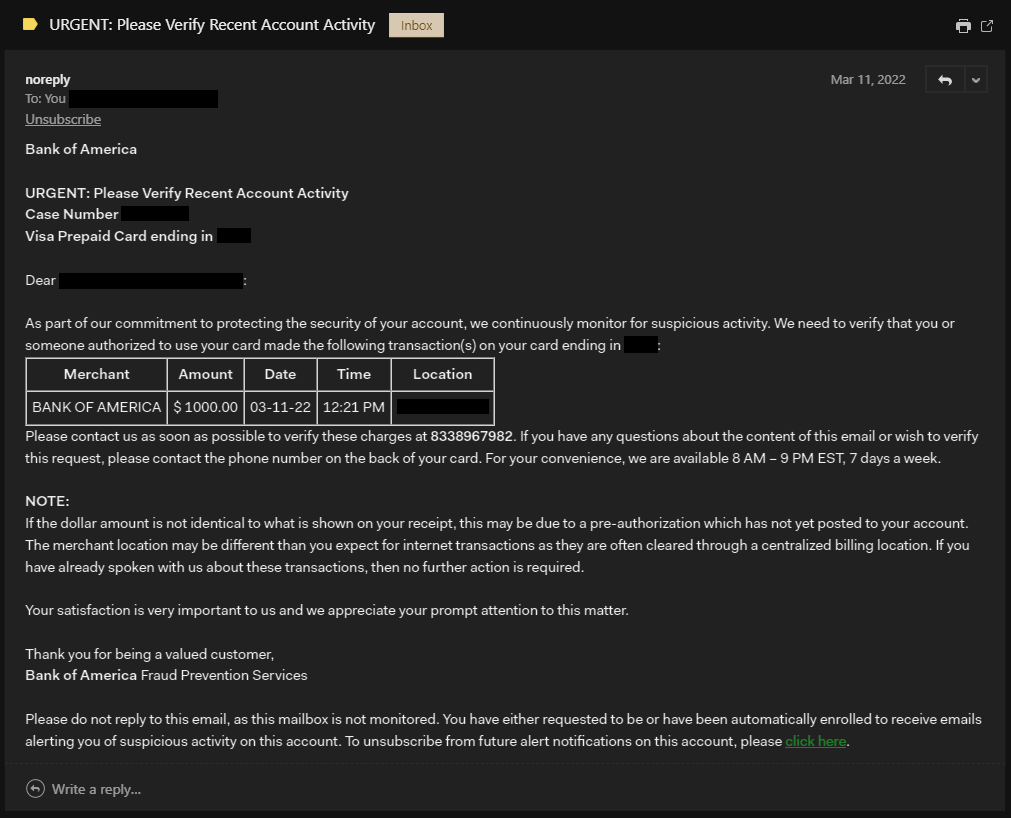 URGENT: Please Verify Recent Account Activity Inbox
noreply
Mar 11, 2022
To: You
Unsubscribe
Bank of America
URGENT: Please Verify Recent Account Activity
Case Number
Visa Prepaid Card ending in
Dear :
As part of our commitment to protecting the security of your account, we continuously monitor for suspicious activity. We need to verify that you or
someone authorized to use your card made the following transaction(s) on your card ending in :
Merchant Amount Date Time Location
BANK OF AMERICA $ 1000.00 03-11-22 12:21 PM
Please contact us as soon as possible to verify these charges at 8338967982. If you have any questions about the content of this email or wish to verify
this request, please contact the phone number on the back of your card. For your convenience, we are available 8 AM – 9 PM EST, 7 days a week.
NOTE:
If the dollar amount is not identical to what is shown on your receipt, this may be due to a pre-authorization which has not yet posted to your account.
The merchant location may be different than you expect for internet transactions as they are often cleared through a centralized billing location. If you
have already spoken with us about these transactions, then no further action is required.
Your satisfaction is very important to us and we appreciate your prompt attention to this matter.
Thank you for being a valued customer,
Bank of America Fraud Prevention Services
Please do not reply to this email, as this mailbox is not monitored. You have either requested to be or have been automatically enrolled to receive emails
alerting you of suspicious activity on this account. To unsubscribe from future alert notifications on this account, please click here.
Write a reply...